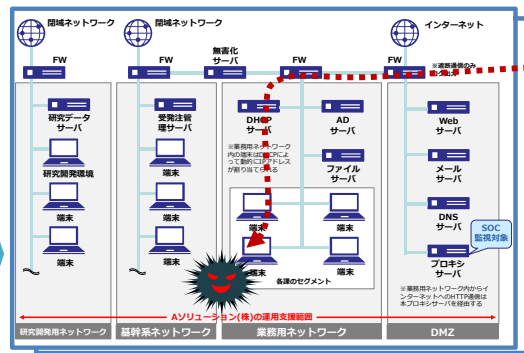 閉域ネットワーク
閉域ネットワーク
インターネット
無害化
サーバ
FW
FW
FW
FW
※遮断通信のみ
研究データ
サーバ
受発注管
理サーバ
DHCP
サーバ
AD
サーバ
Web
サーバ
※業務用ネットワーク
内の端末はDHCPによ
って動的にIPアドレス
が割り当てられる
研究開発環境
ファイル
サーバ
メール
サーバ
端末
端末
端末
端末
DNS
サーバ
SOC
監視対象
端末
端末
端末
端末
プロキシ
サーバ
各課のセグメント
※業務用ネットワーク内からイ
ンターネットへのHTTP通信は
本プロキシサーバを経由する
Aソリューション(株)の運用支援範囲
研究開発用ネットワーク
基幹系ネットワーク
業務用ネットワーク
DMZ